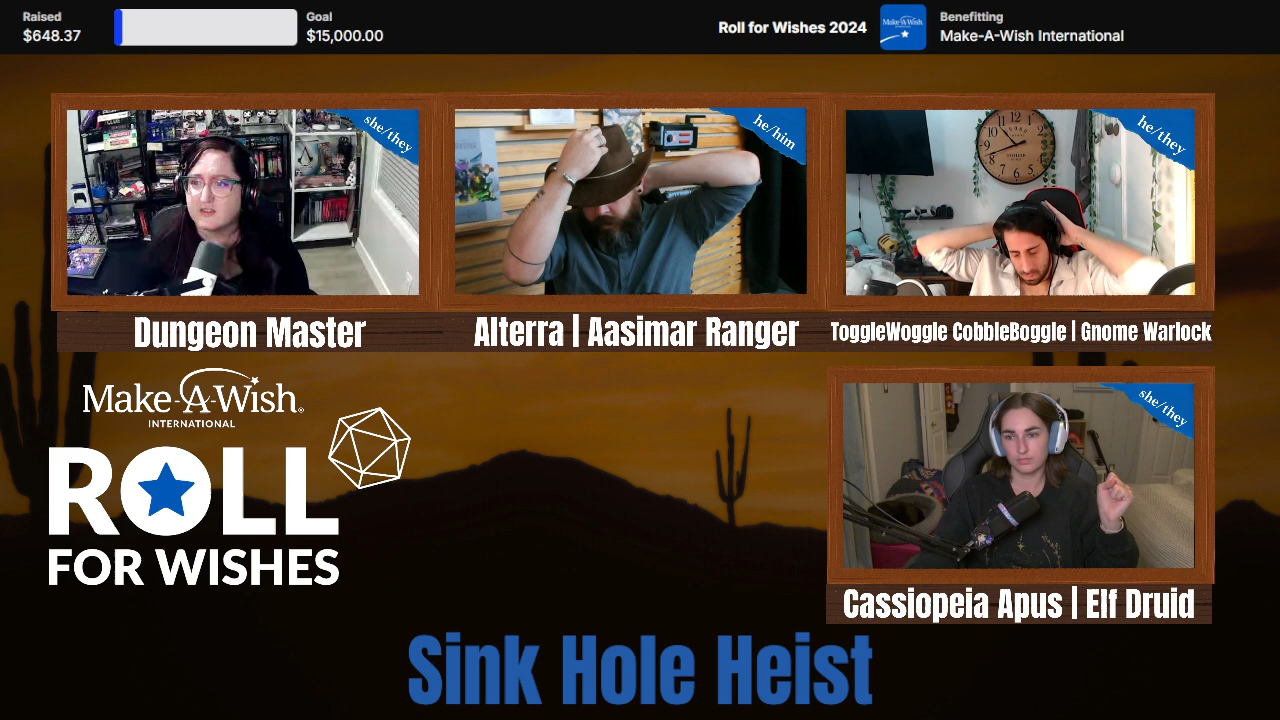 Raised
$648.37
Goal
$15,000.00
Roll for Wishes 2024
Make-A-Wish
Benefitting
Make-A-Wish International
she/they
he/him
he/they
Dungeon Master
Alterra | Aasimar Ranger
ToggleWoggle CobbleBoggle | Gnome Warlock
Make-A-Wish®
INTERNATIONAL
ROLL
FOR WISHES
she/they
Cassiopeia Apus | Elf Druid
Sink Hole Heist